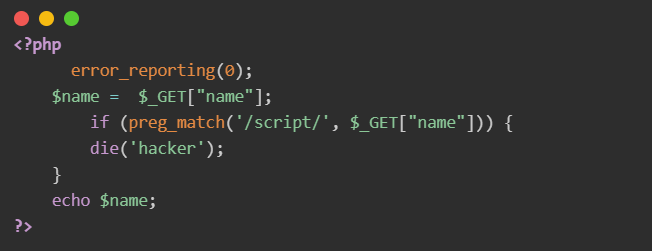 <?php
      error_reporting(0);
    $name =  $_GET["name"];
        if (preg_match('/script/', $_GET["name"])) {
        die('hacker');
    }
    echo $name;
?>